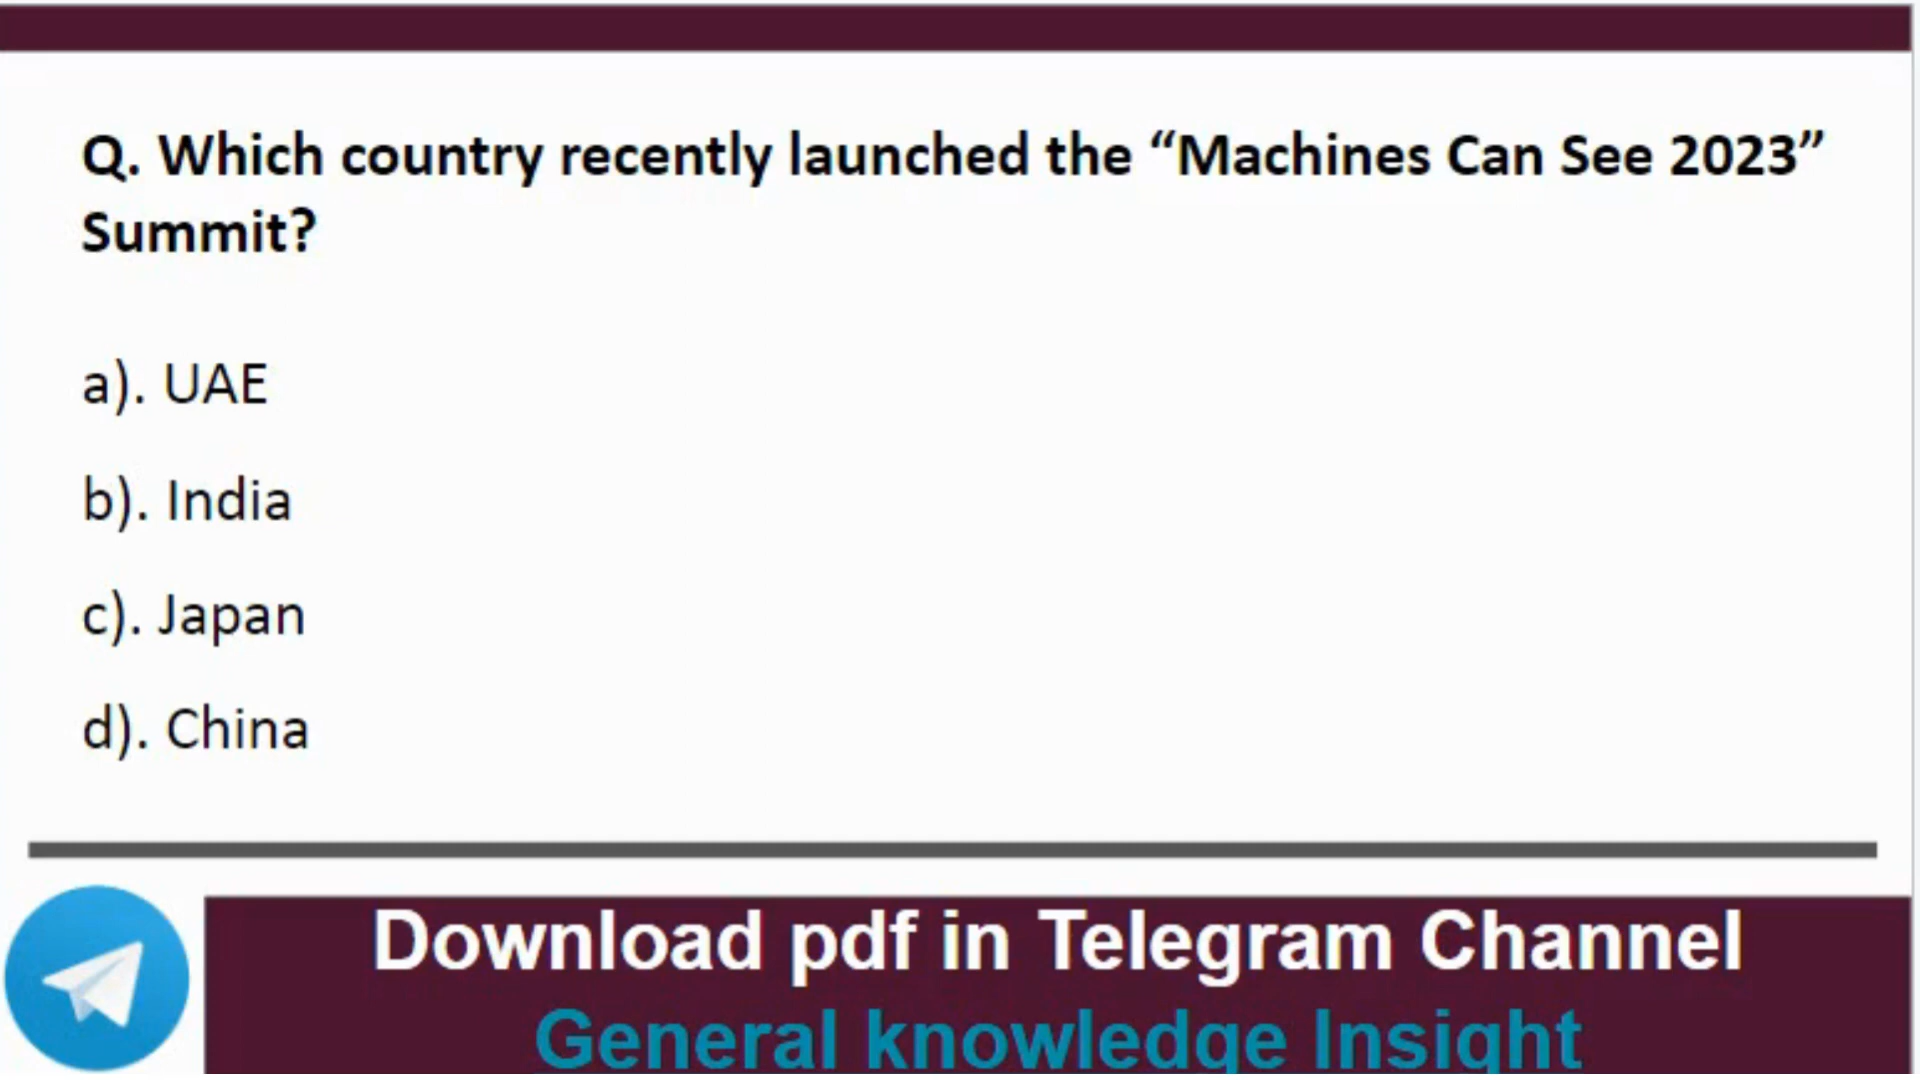 Q. Which country recently launched the “Machines Can See 2023”
Summit?
a). UAE
b). India
c). Japan
d). China
Download pdf in Telegram Channel
General knowledge Insight